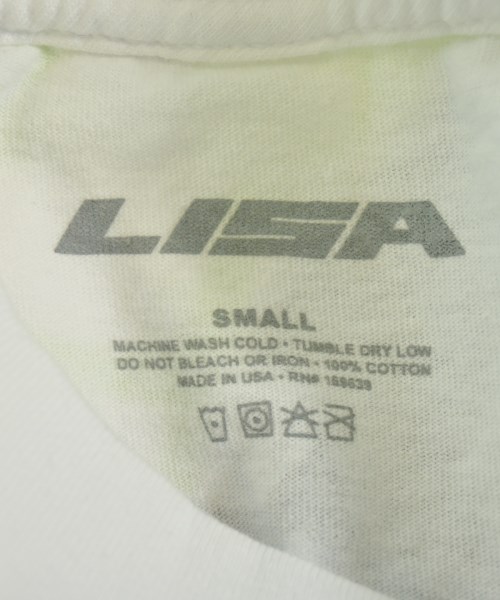 LISA
SMALL
MACHINE WASH COLD • TUMBLE DRY LOW
DO NOT BLEACH OR IRON • 100% COTTON
MADE IN USA • RN#